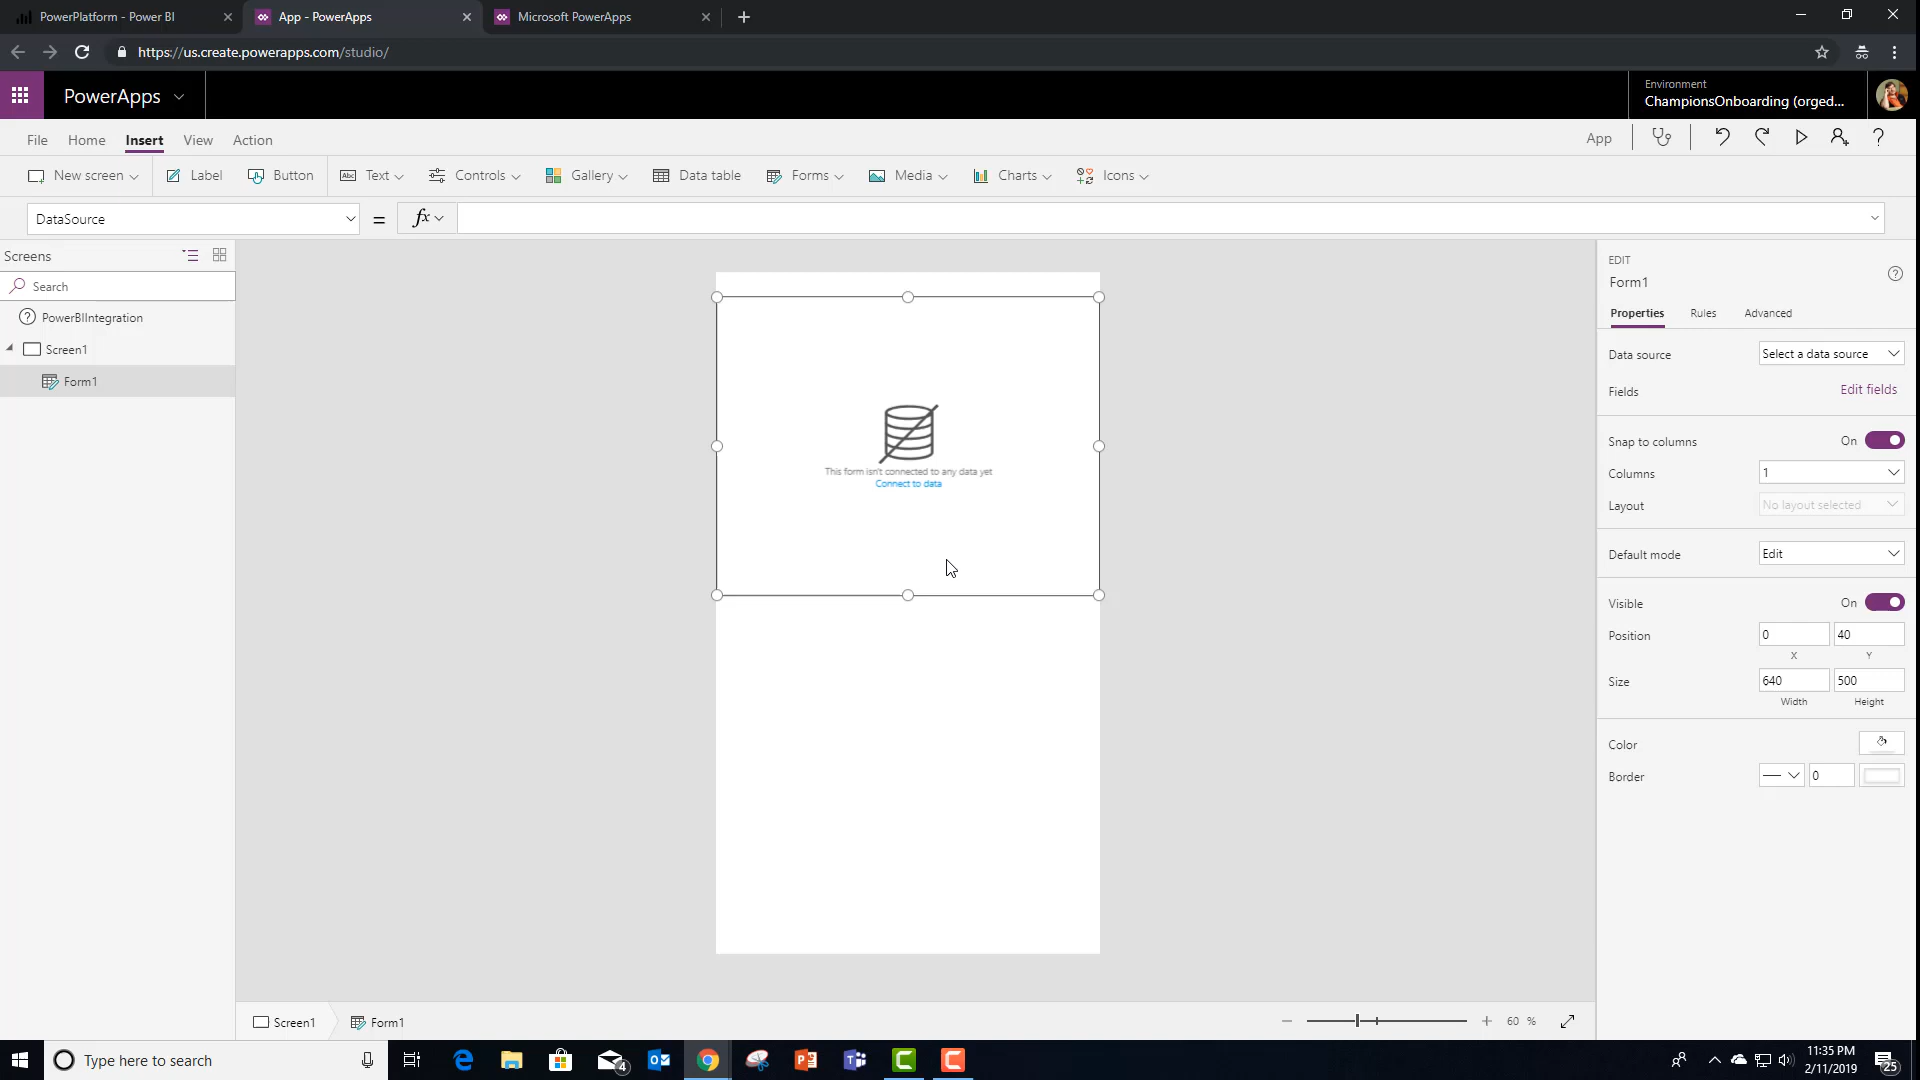 PowerPlatform - Power BI
App - PowerApps
Microsoft PowerApps
https://us.create.powerapps.com/studio/
PowerApps
Environment
ChampionsOnboarding (orged...
File
Home
Insert
View
Action
App
New screen
Label
Button
Abc
Text
Controls
Gallery
Data table
Forms
Media
Charts
Icons
DataSource
=
fx
Screens
Search
PowerBIIntegration
Screen1
Form1
This form isn't connected to any data yet
Connect to data
EDIT
Form1
Properties
Rules
Advanced
Data source
Select a data source
Fields
Edit fields
Snap to columns
On
Columns
1
Layout
No layout selected
Default mode
Edit
Visible
On
Position
0
40
X
Y
Size
640
500
Width
Height
Color
Border
0
Screen1
Form1
60 %
Type here to search
4
11:35 PM
2/11/2019
25